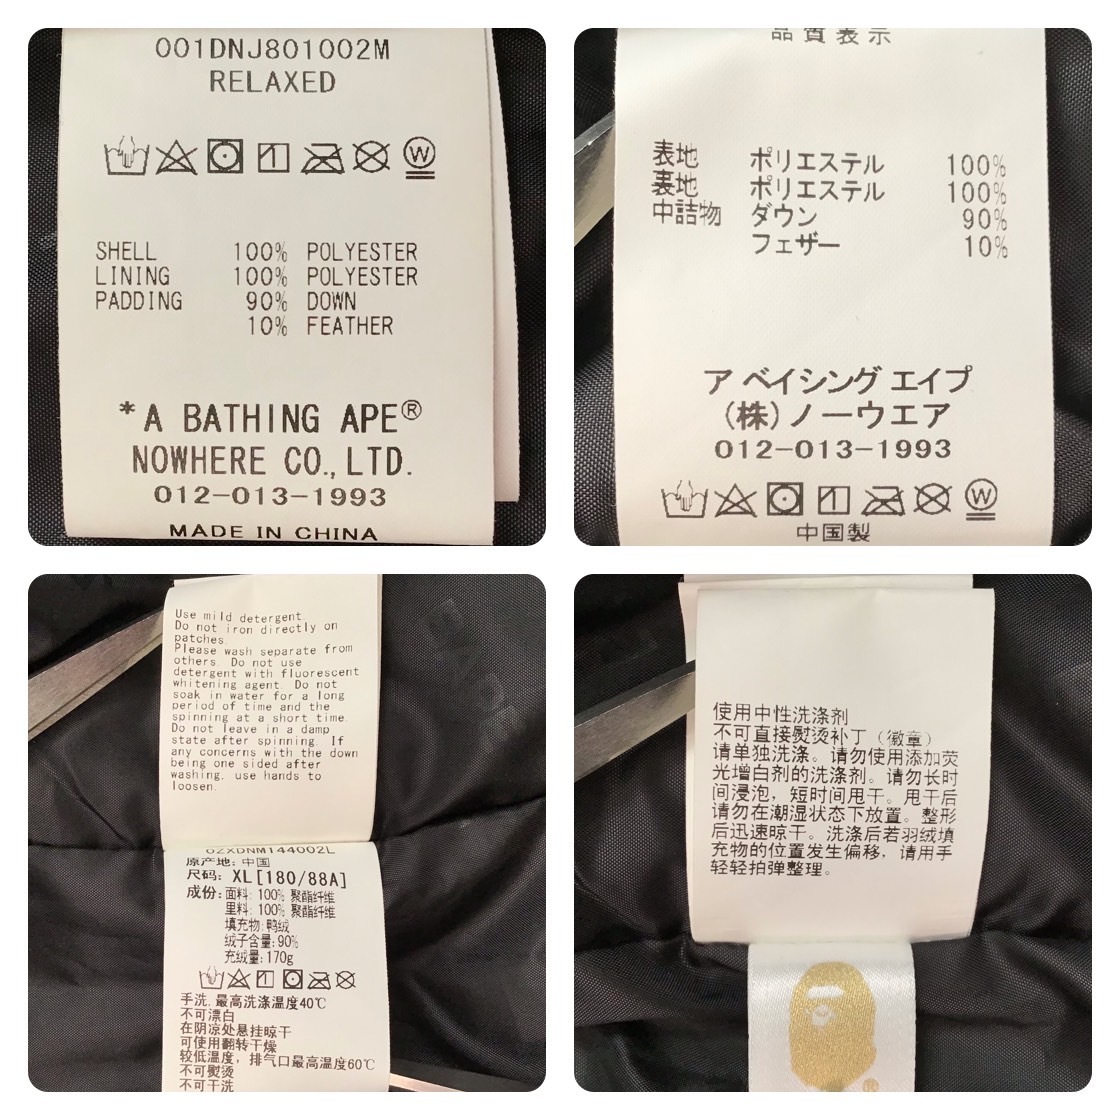 001DNJ801002M
RELAXED
W
SHELL 100% POLYESTER
LINING 100% POLYESTER
PADDING 90% DOWN
10% FEATHER
*A BATHING APE®
NOWHERE CO.,LTD.
012-013-1993
MADE IN CHINA
品質表示
表地 ポリエステル 100%
裏地 ポリエステル 100%
中詰物 ダウン 90%
フェザー 10%
ア ベイシング エイプ
(株)ノーウエア
012-013-1993
W
中国製
Use mild detergent.
Do not iron directly on
patches.
Please wash separate from
others. Do not use
detergent with fluorescent
whitening agent. Do not
soak in water for a long
period of time and the
spinning at a short time.
Do not leave in a damp
state after spinning. If
any concerns with the down
being one sided after
washing. use hands to
loosen.
02XDNM144002L
原产地: 中国
尺码: XL[180/88A]
成份: 面料: 100% 聚酯纤维
里料: 100% 聚酯纤维
填充物: 鸭绒
绒子含量: 90%
充绒量: 170g
手洗,最高洗涤温度40℃
不可漂白
在阴凉处悬挂晾干
可使用翻转干燥
较低温度，排气口最高温度60℃
不可熨烫
不可干洗
使用中性洗涤剂
不可直接熨烫补丁（徽章）
请单独洗涤。请勿使用添加荧
光增白剂的洗涤剂。请勿长时
间浸泡，短时间甩干。甩干后
请勿在潮湿状态下放置。整形
后迅速晾干。洗涤后若羽绒填
充物的位置发生偏移，请用手
轻轻拍弹整理。
®